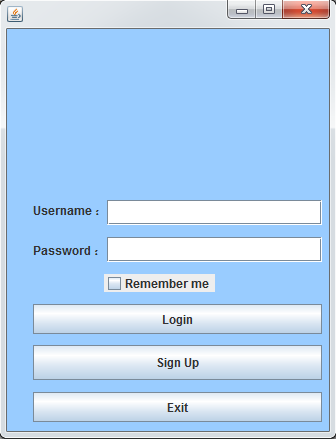 Username :
Password :
Remember me
Login
Sign Up
Exit